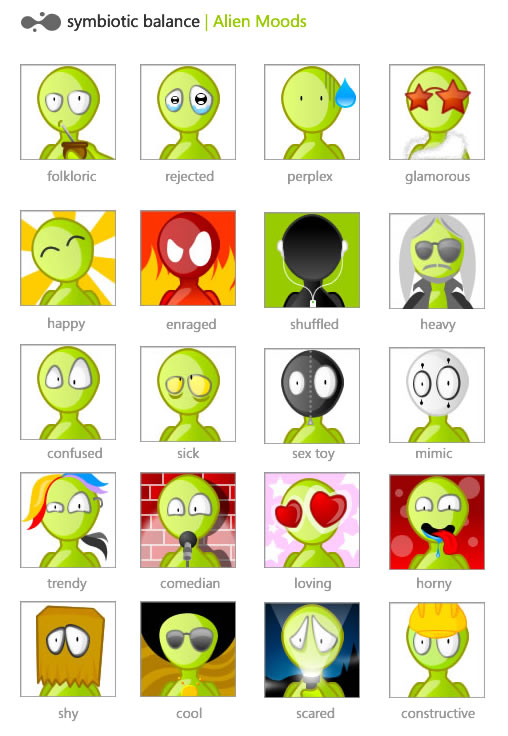 symbiotic balance | Alien Moods
folkloric rejected perplex glamorous
happy enraged shuffled heavy
confused sick sex toy mimic
trendy comedian loving horny
shy cool scared constructive